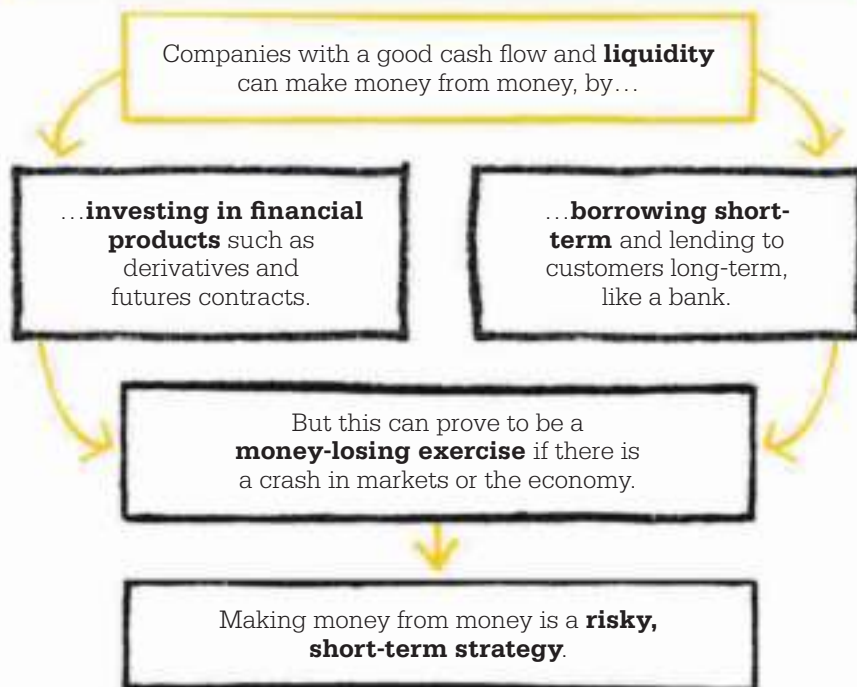 Companies with a good cash flow and liquidity
can make money from money, by…
…investing in financial
products such as
derivatives and
futures contracts.
…borrowing short-
term and lending to
customers long-term,
like a bank.
But this can prove to be a
money-losing exercise if there is
a crash in markets or the economy.
Making money from money is a risky,
short-term strategy.